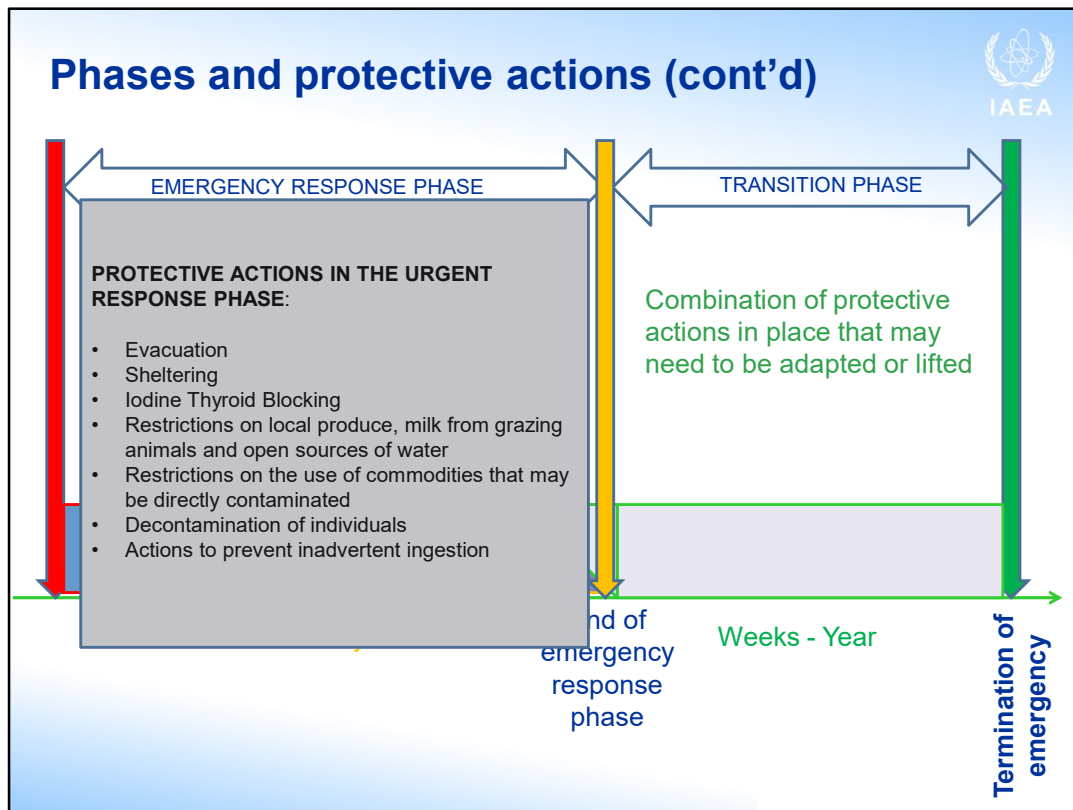 Phases and protective actions (cont’d)
IAEA
EMERGENCY RESPONSE PHASE
TRANSITION PHASE
PROTECTIVE ACTIONS IN THE URGENT
RESPONSE PHASE:
• Evacuation
• Sheltering
• Iodine Thyroid Blocking
• Restrictions on local produce, milk from grazing
animals and open sources of water
• Restrictions on the use of commodities that may
be directly contaminated
• Decontamination of individuals
• Actions to prevent inadvertent ingestion
Combination of protective
actions in place that may
need to be adapted or lifted
of
emergency
response
phase
Weeks - Year
Termination of
emergency